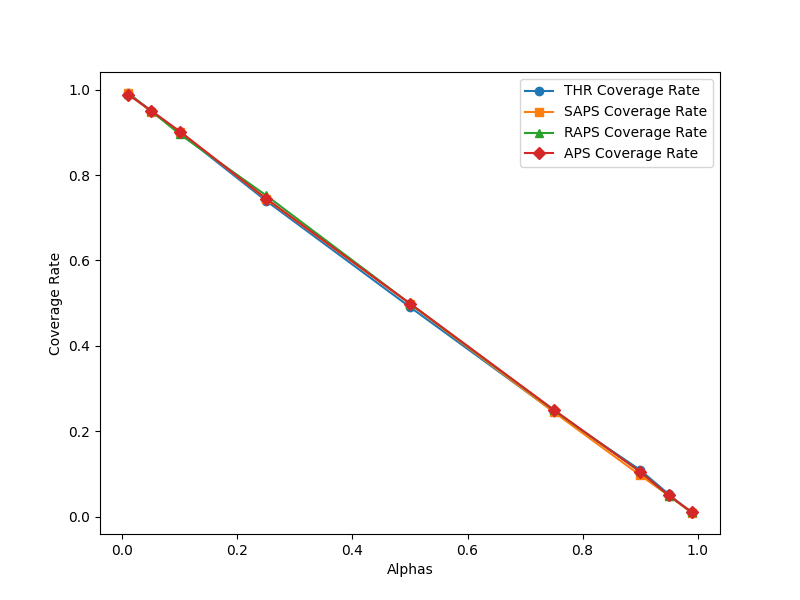 THR Coverage Rate
SAPS Coverage Rate
RAPS Coverage Rate
APS Coverage Rate
Coverage Rate
1.0
0.8
0.6
0.4
0.2
0.0
0.0 0.2 0.4 0.6 0.8 1.0
Alphas